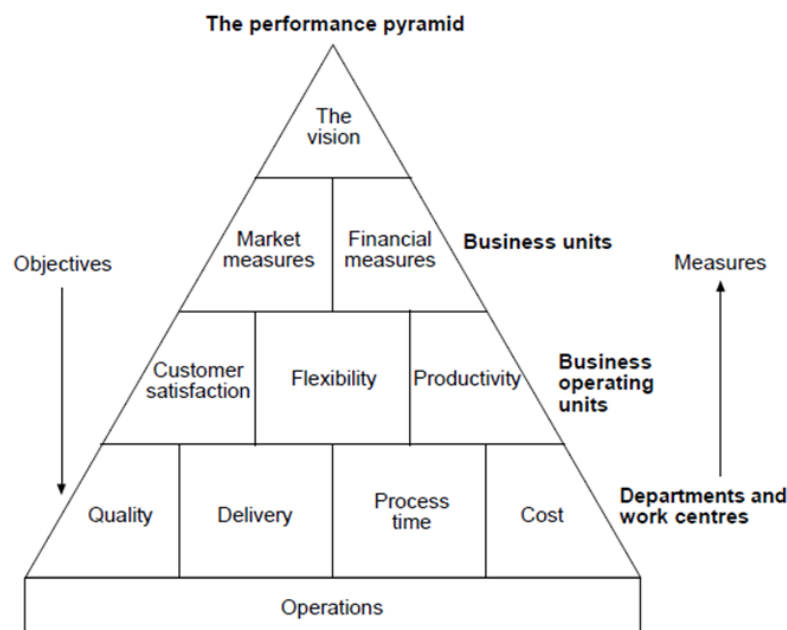 The performance pyramid
The
vision
Market
measures
Financial
measures
Business units
Objectives
Measures
Customer
satisfaction
Flexibility
Productivity
Business
operating
units
Quality
Delivery
Process
time
Cost
Departments and
work centres
Operations